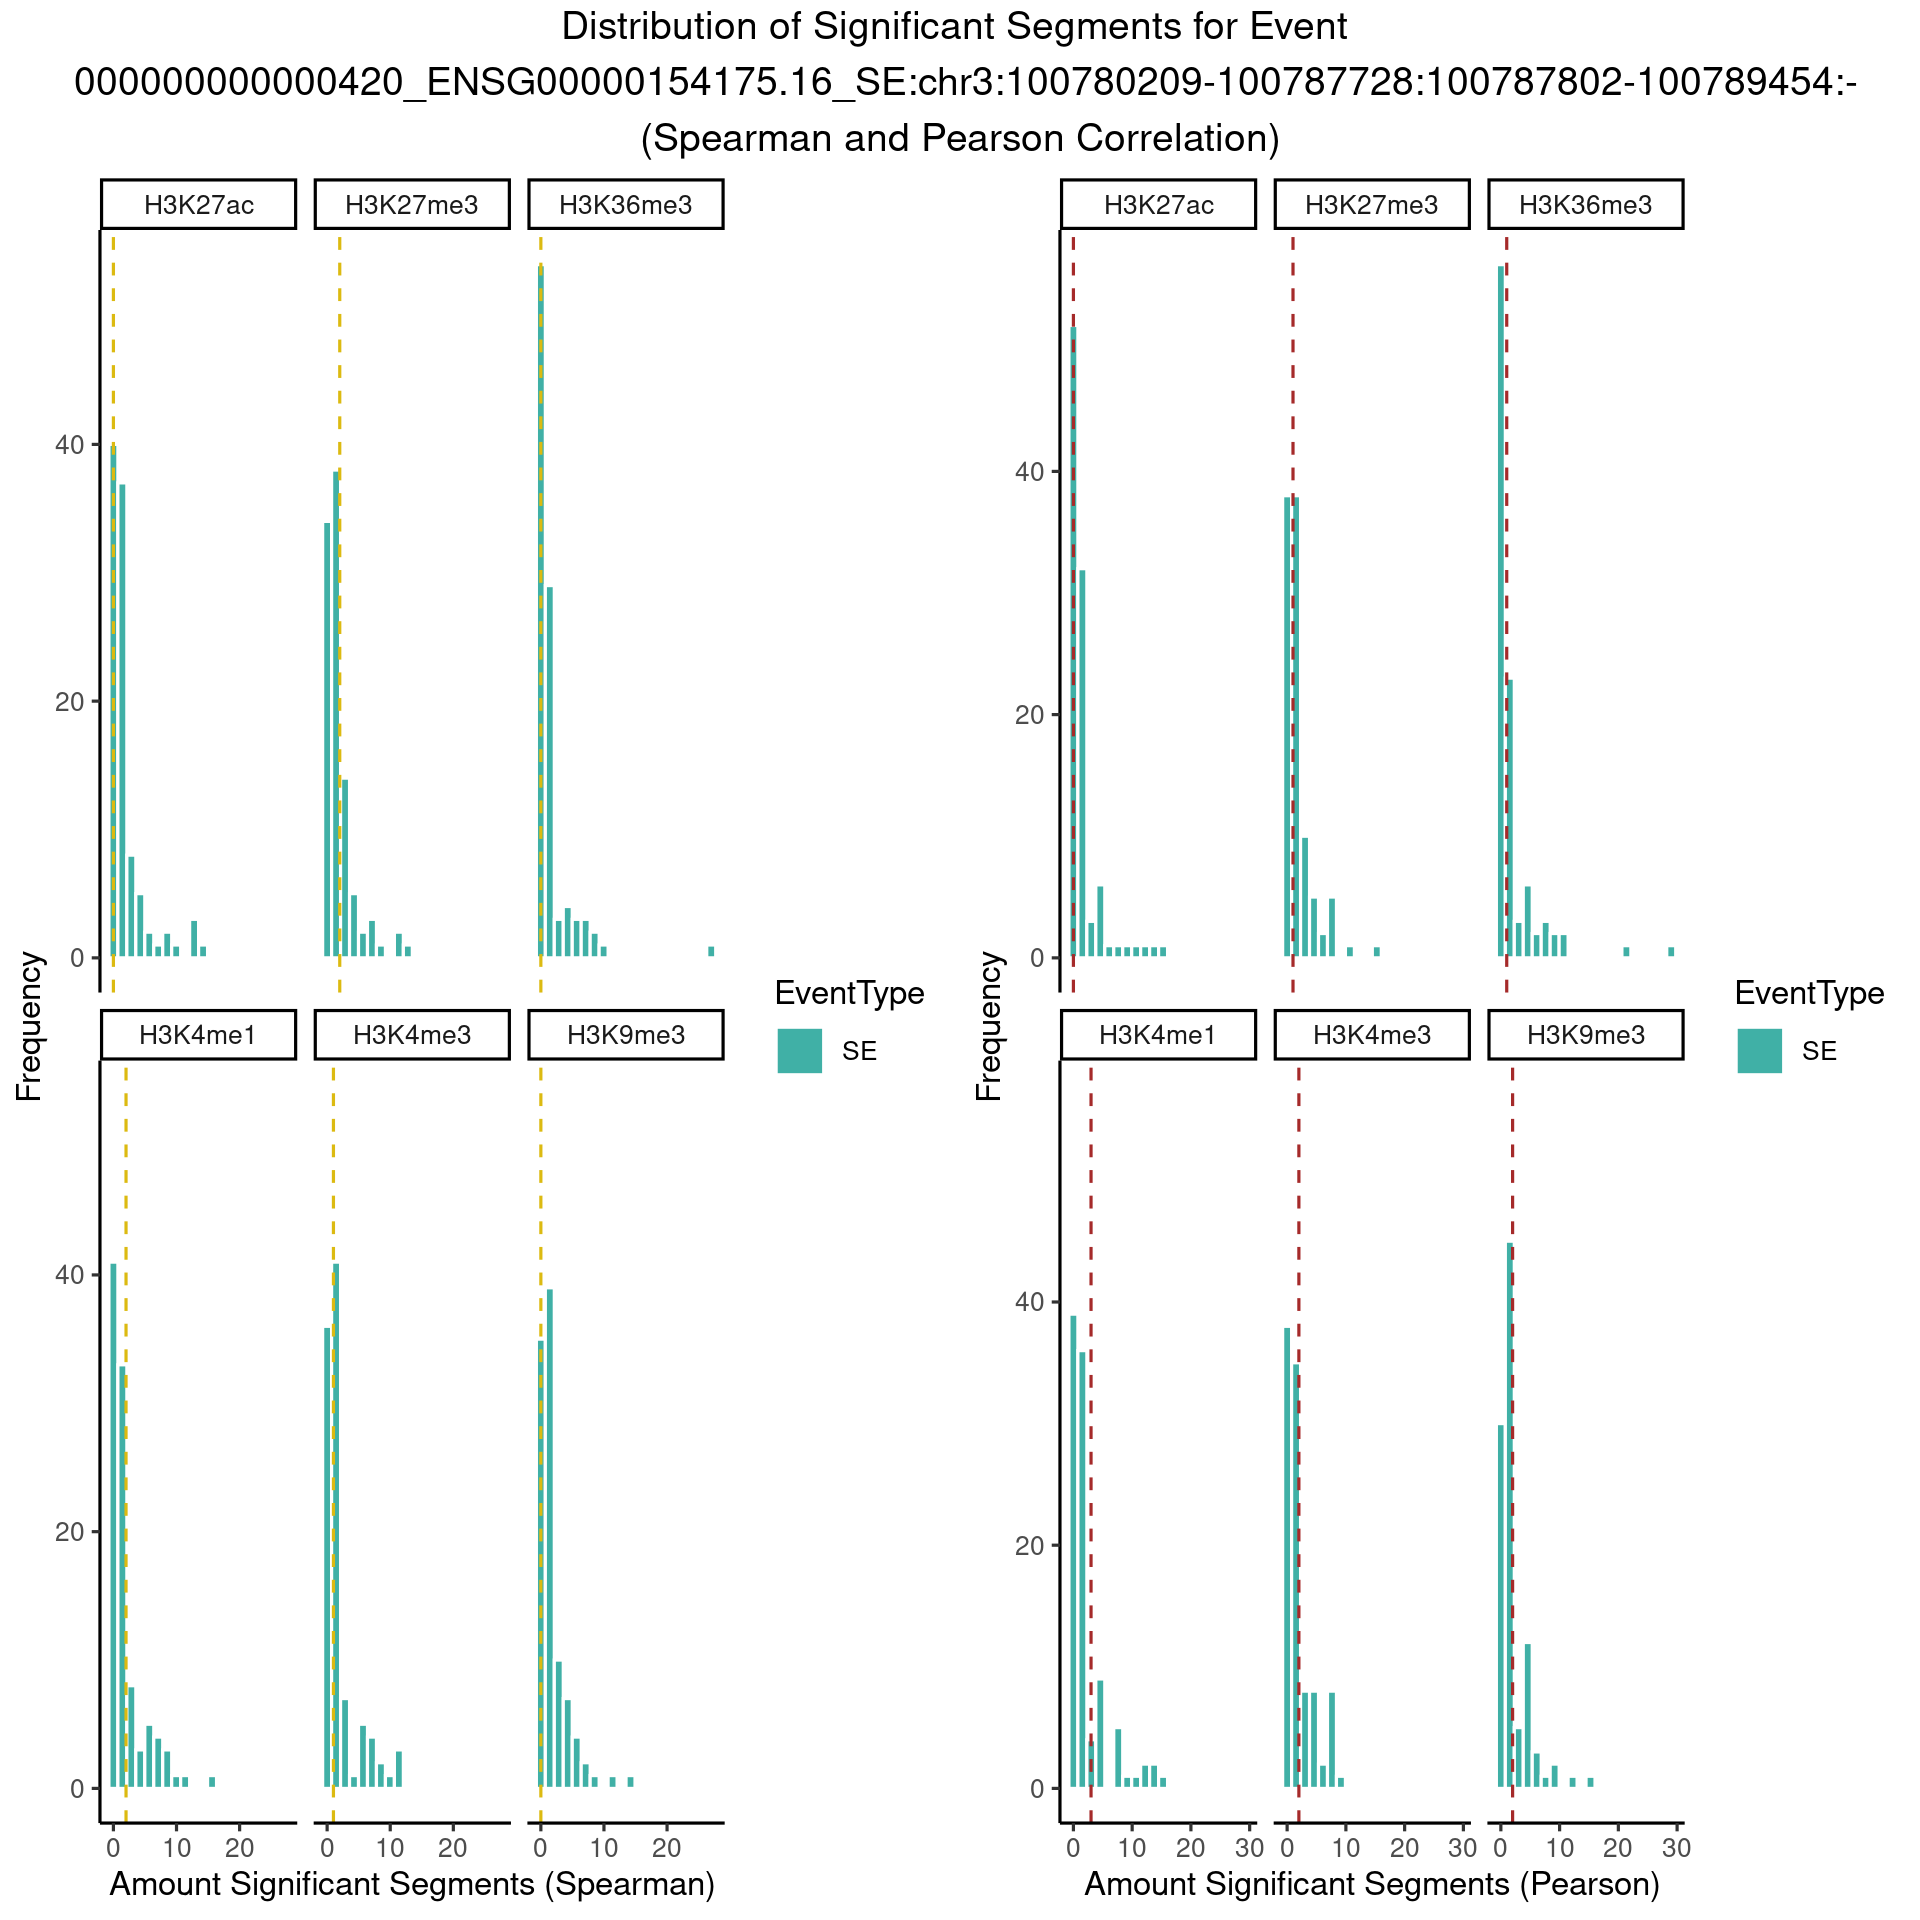 Distribution of Significant Segments for Event
000000000000420_ENSG00000154175.16_SE:chr3:100780209-100787728:100787802-100789454:-
(Spearman and Pearson Correlation)
H3K27ac
H3K27me3
H3K36me3
40
20
0
H3K4me1
H3K4me3
H3K9me3
40
20
0
0 10 20
0 10 20
0 10 20
Frequency
Amount Significant Segments (Spearman)
EventType
SE
H3K27ac
H3K27me3
H3K36me3
40
20
0
H3K4me1
H3K4me3
H3K9me3
40
20
0
0 10 20 30
0 10 20 30
0 10 20 30
Frequency
Amount Significant Segments (Pearson)
EventType
SE